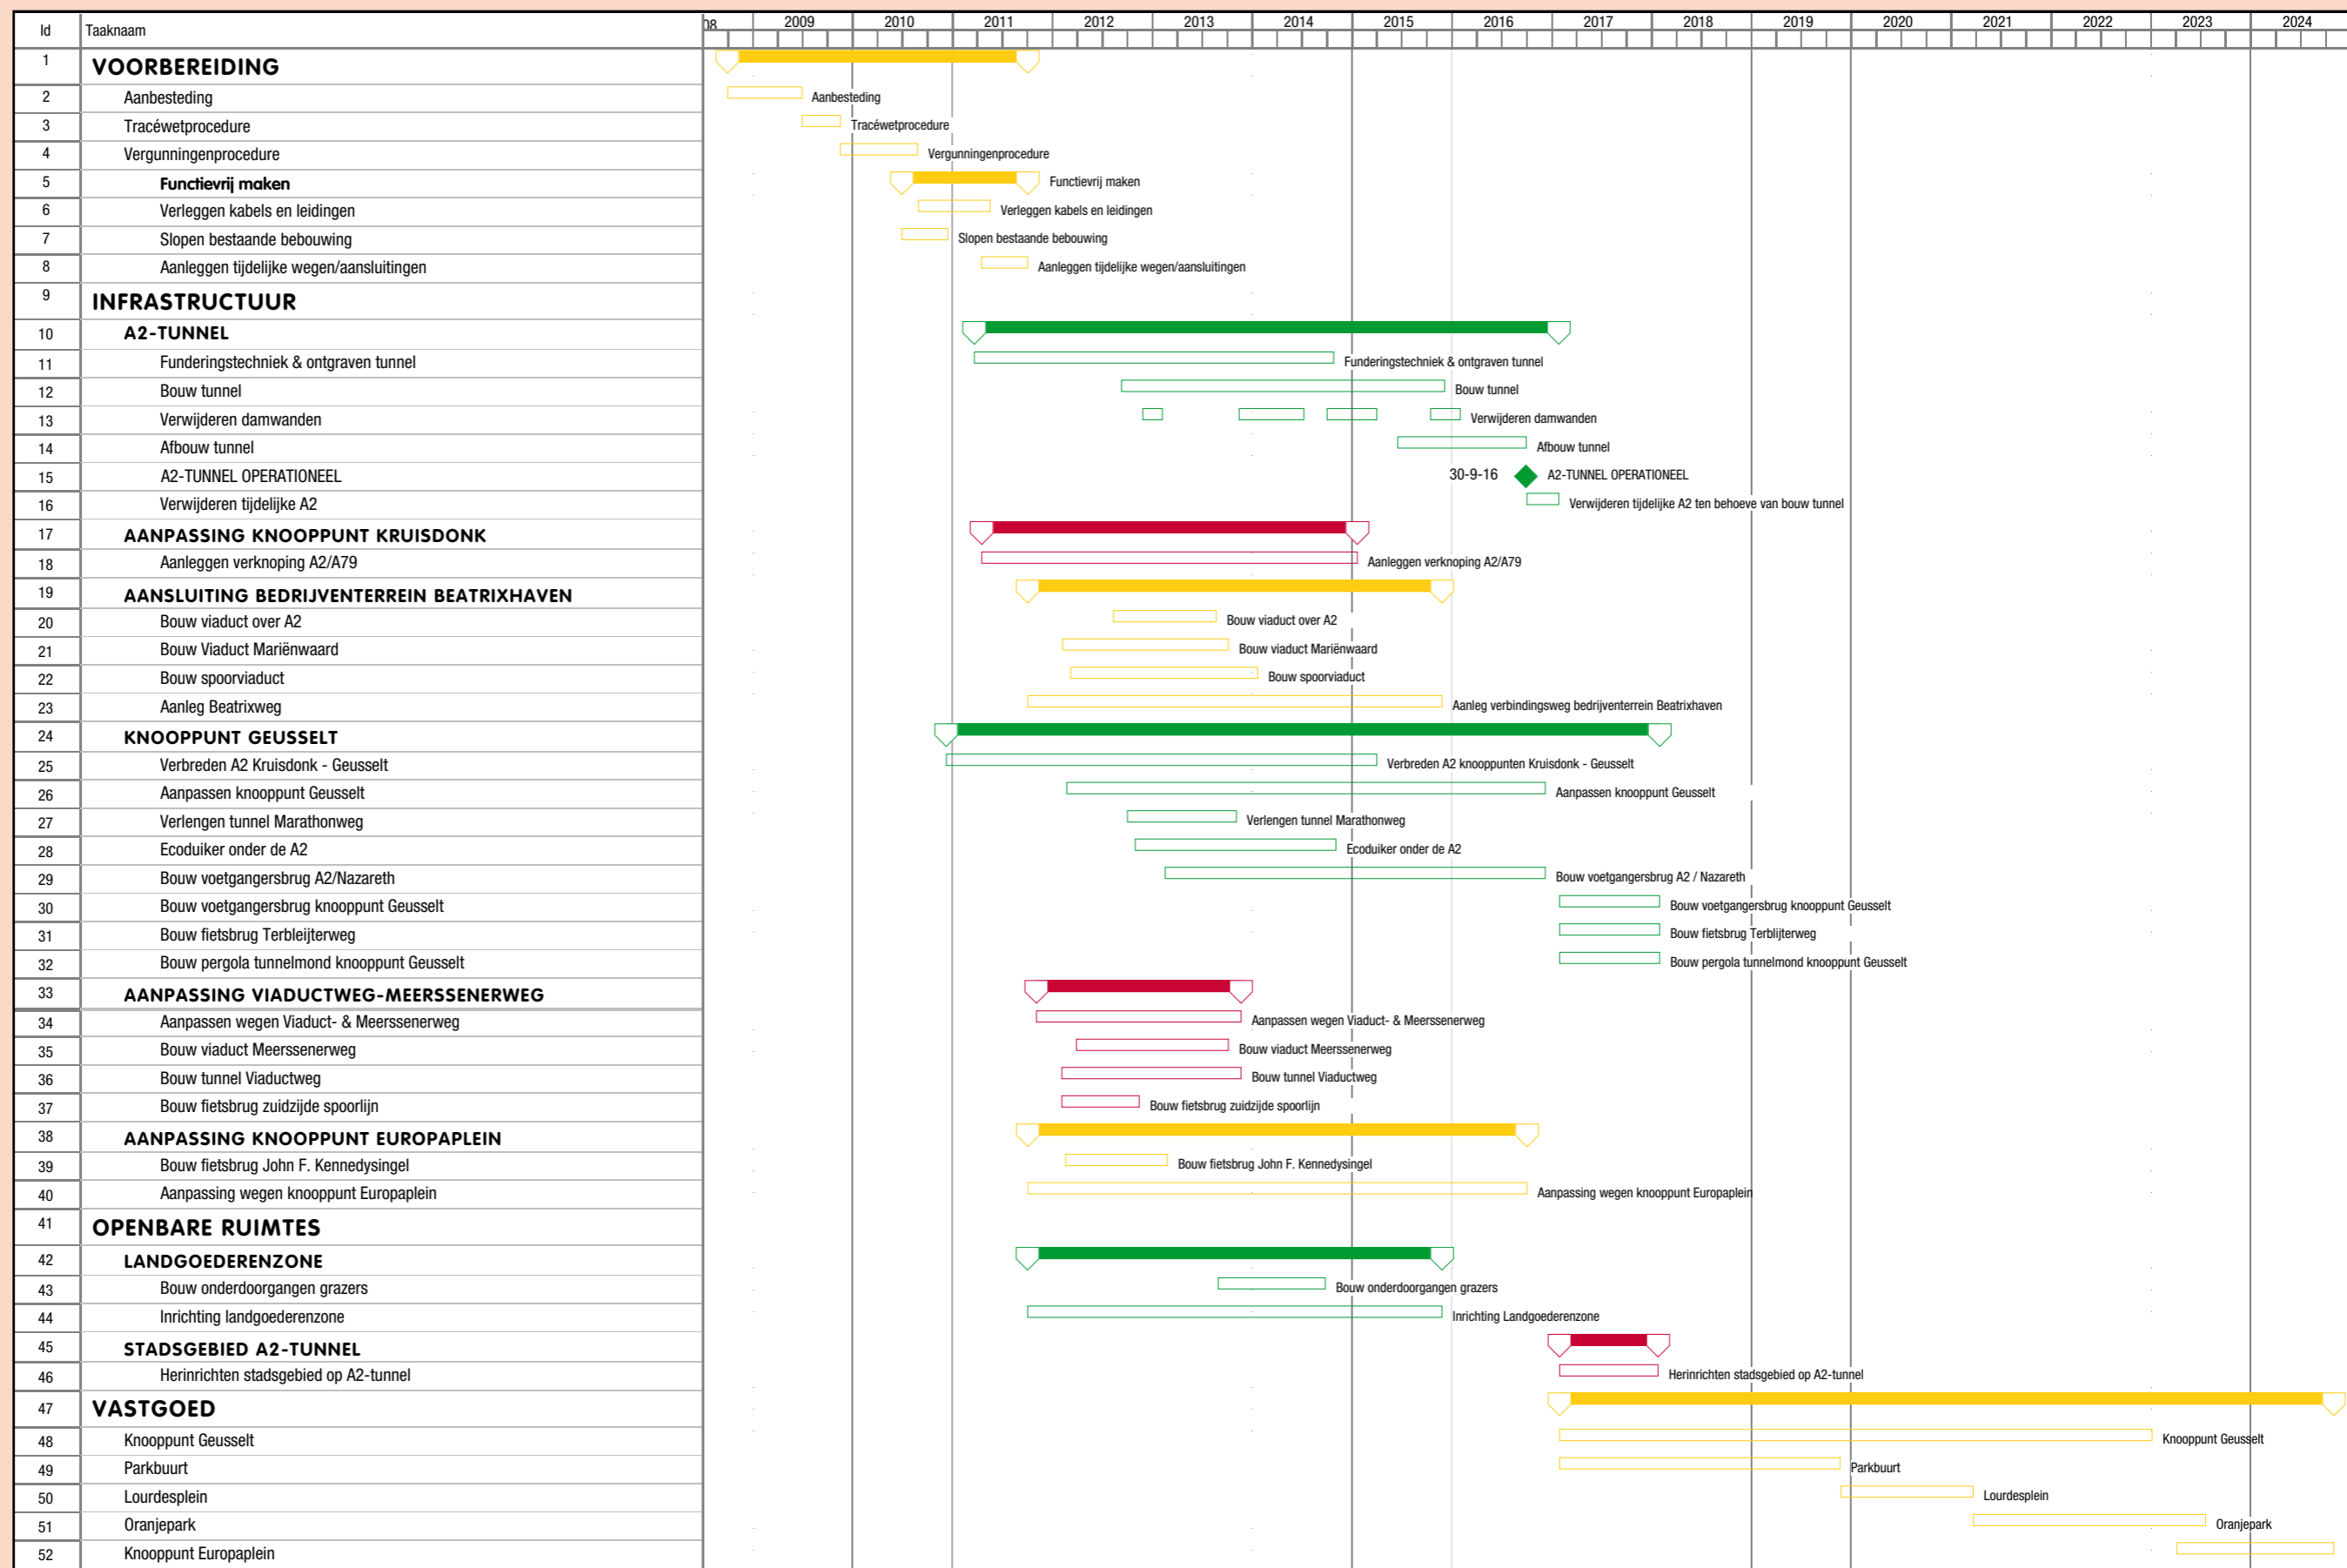 Id Taaknaam 08 2009 2010 2011 2012 2013 2014 2015 2016 2017 2018 2019 2020 2021 2022 2023 2024
1 VOORBEREIDING
2 Aanbesteding Aanbesteding
3 Tracéwetprocedure Tracéwetprocedure
4 Vergunningenprocedure Vergunningenprocedure
5 Functievrij maken Functievrij maken
6 Verleggen kabels en leidingen Verleggen kabels en leidingen
7 Slopen bestaande bebouwing Slopen bestaande bebouwing
8 Aanleggen tijdelijke wegen/aansluitingen Aanleggen tijdelijke wegen/aansluitingen
9 INFRASTRUCTUUR
10 A2-TUNNEL
11 Funderingstechniek & ontgraven tunnel Funderingstechniek & ontgraven tunnel
12 Bouw tunnel Bouw tunnel
13 Verwijderen damwanden Verwijderen damwanden
14 Afbouw tunnel Afbouw tunnel
15 A2-TUNNEL OPERATIONEEL 30-9-16 A2-TUNNEL OPERATIONEEL
16 Verwijderen tijdelijke A2 Verwijderen tijdelijke A2 ten behoeve van bouw tunnel
17 AANPASSING KNOOPPUNT KRUISDONK
18 Aanleggen verknoping A2/A79 Aanleggen verknoping A2/A79
19 AANSLUITING BEDRIJVENTERREIN BEATRIXHAVEN
20 Bouw viaduct over A2 Bouw viaduct over A2
21 Bouw Viaduct Mariënwaard Bouw viaduct Mariënwaard
22 Bouw spoorviaduct Bouw spoorviaduct
23 Aanleg Beatrixweg Aanleg verbindingsweg bedrijventerrein Beatrixhaven
24 KNOOPPUNT GEUSSELT
25 Verbreden A2 Kruisdonk - Geusselt Verbreden A2 knooppunten Kruisdonk - Geusselt
26 Aanpassen knooppunt Geusselt Aanpassen knooppunt Geusselt
27 Verlengen tunnel Marathonweg Verlengen tunnel Marathonweg
28 Ecoduiker onder de A2 Ecoduiker onder de A2
29 Bouw voetgangersbrug A2/Nazareth Bouw voetgangersbrug A2 / Nazareth
30 Bouw voetgangersbrug knooppunt Geusselt Bouw voetgangersbrug knooppunt Geusselt
31 Bouw fietsbrug Terbleijterweg Bouw fietsbrug Terblijterweg
32 Bouw pergola tunnelmond knooppunt Geusselt Bouw pergola tunnelmond knooppunt Geusselt
33 AANPASSING VIADUCTWEG-MEERSSENERWEG
34 Aanpassen wegen Viaduct- & Meerssenerweg Aanpassen wegen Viaduct- & Meerssenerweg
35 Bouw viaduct Meerssenerweg Bouw viaduct Meerssenerweg
36 Bouw tunnel Viaductweg Bouw tunnel Viaductweg
37 Bouw fietsbrug zuidzijde spoorlijn Bouw fietsbrug zuidzijde spoorlijn
38 AANPASSING KNOOPPUNT EUROPAPLEIN
39 Bouw fietsbrug John F. Kennedysingel Bouw fietsbrug John F. Kennedysingel
40 Aanpassing wegen knooppunt Europaplein Aanpassing wegen knooppunt Europaplein
41 OPENBARE RUIMTES
42 LANDGOEDERENZONE
43 Bouw onderdoorgangen grazers Bouw onderdoorgangen grazers
44 Inrichting landgoederenzone Inrichting Landgoederenzone
45 STADSGEBIED A2-TUNNEL
46 Herinrichten stadsgebied op A2-tunnel Herinrichten stadsgebied op A2-tunnel
47 VASTGOED
48 Knooppunt Geusselt Knooppunt Geusselt
49 Parkbuurt Parkbuurt
50 Lourdesplein Lourdesplein
51 Oranjepark Oranjepark
52 Knooppunt Europaplein